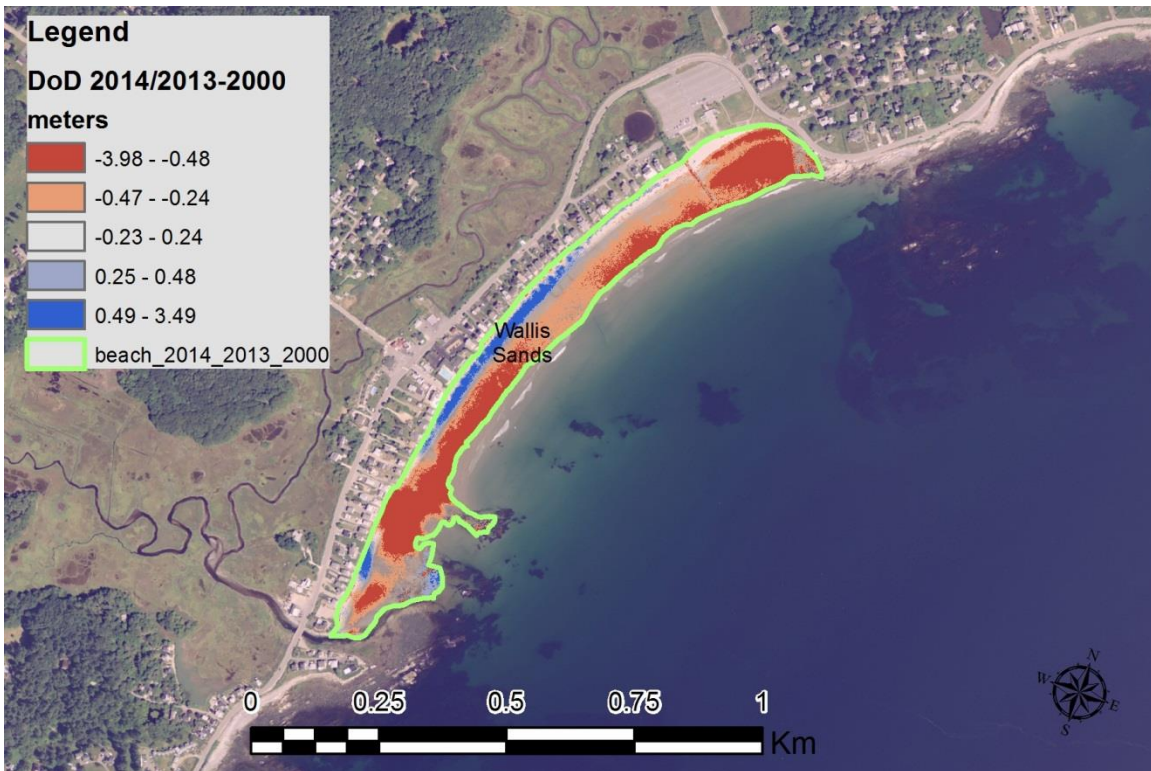 Legend
DoD 2014/2013-2000
meters
-3.98 - -0.48
-0.47 - -0.24
-0.23 - 0.24
0.25 - 0.48
0.49 - 3.49
beach_2014_2013_2000
Wallis
Sands
N
W
E
S
0 0.25 0.5 0.75 1
Km